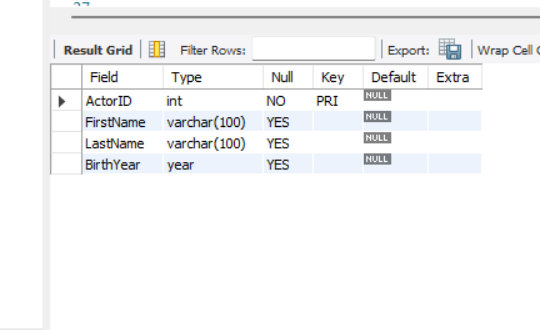 Result Grid Filter Rows: Export: Wrap Cell
Field Type Null Key Default Extra
ActorID int NO PRI NULL
FirstName varchar(100) YES NULL
LastName varchar(100) YES NULL
BirthYear year YES NULL